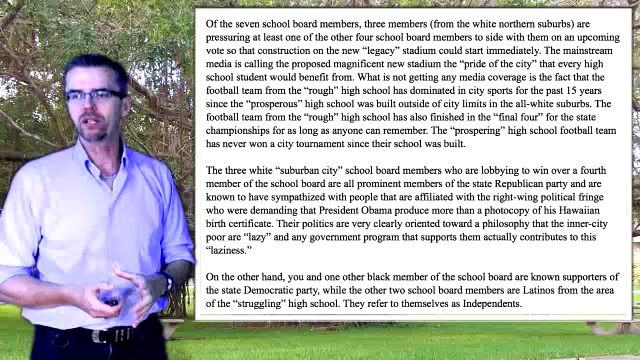 Of the seven school board members, three members (from the white northern suburbs) are
pressuring at least one of the other four school board members to side with them on an upcoming
vote so that construction on the new “legacy” stadium could start immediately. The mainstream
media is calling the proposed magnificent new stadium the “pride of the city” that every high
school student would benefit from. What is not getting any media coverage is the fact that the
football team from the “rough” high school has dominated in city sports for the past 15 years
since the “prosperous” high school was built outside of city limits in the all-white suburbs. The
football team from the “rough” high school has also finished in the “final four” for the state
championships for as long as anyone can remember. The “prospering” high school football team
has never won a city tournament since their school was built.
The three white “suburban city” school board members who are lobbying to win over a fourth
member of the school board are all prominent members of the state Republican party and are
known to have sympathized with people that are affiliated with the right-wing political fringe
who were demanding that President Obama produce more than a photocopy of his Hawaiian
birth certificate. Their politics are very clearly oriented toward a philosophy that the inner-city
poor are “lazy” and any government program that supports them actually contributes to this
“laziness.”
On the other hand, you and one other black member of the school board are known supporters of
the state Democratic party, while the other two school board members are Latinos from the area
of the “struggling” high school. They refer to themselves as Independents.